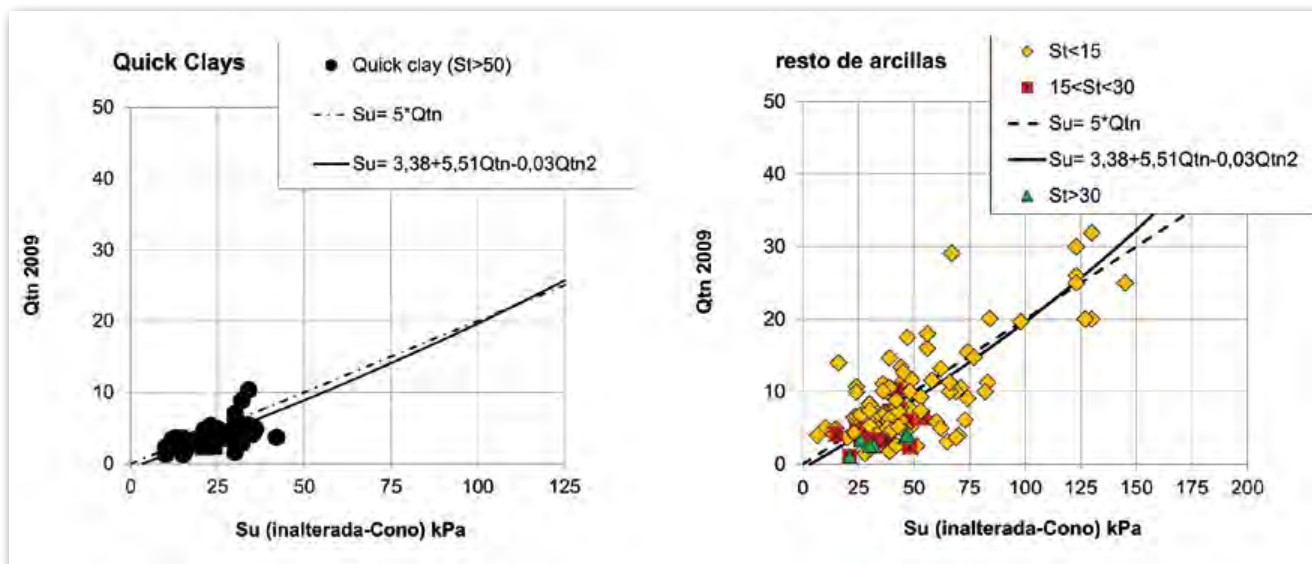 Quick Clays
Quick clay (St>50)
Su= 5*Qtn
Su= 3,38+5,51Qtn-0,03Qtn2
50
40
30
20
10
0
Qtn 2009
0 25 50 75 100 125
Su (inalterada-Cono) kPa
resto de arcillas
St<15
15<St<30
Su= 5*Qtn
Su= 3,38+5,51Qtn-0,03Qtn2
St>30
50
40
30
20
10
0
Qtn 2009
0 25 50 75 100 125 150 175 200
Su (inalterada-Cono) kPa